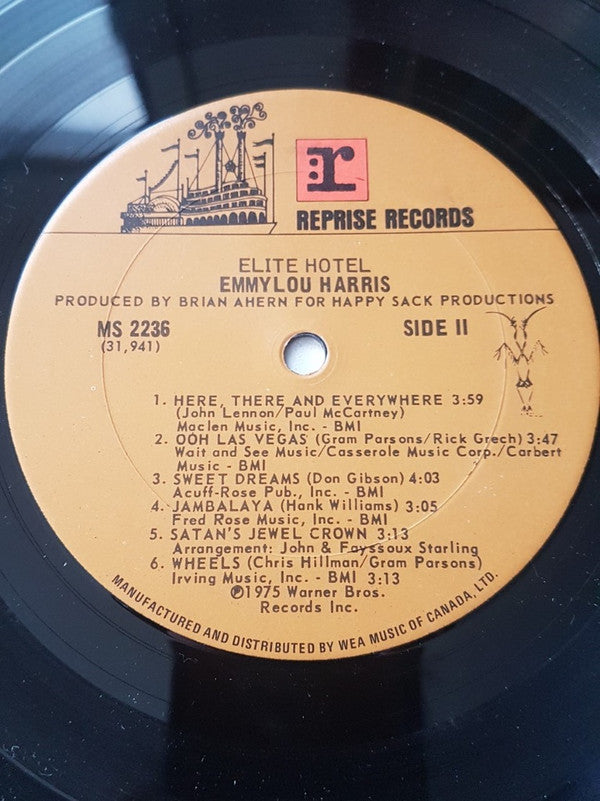 :r
REPRISE RECORDS
ELITE HOTEL
EMMYLOU HARRIS
PRODUCED BY BRIAN AHERN FOR HAPPY SACK PRODUCTIONS
MS 2236
(31,941)
SIDE II
1. HERE, THERE AND EVERYWHERE 3:59
(John Lennon/Paul McCartney)
Maclen Music, Inc. - BMI
2. OOH LAS VEGAS (Gram Parsons/Rick Grech) 3:47
Wait and See Music/Casserole Music Corp./Carbert
Music - BMI
3. SWEET DREAMS (Don Gibson) 4:03
Acuff-Rose Pub., Inc. - BMI
4. JAMBALAYA (Hank Williams) 3:05
Fred Rose Music, Inc. - BMI
5. SATAN'S JEWEL CROWN 3:13
Arrangement: John & Fayssoux Starling
6. WHEELS (Chris Hillman/Gram Parsons)
Irving Music, Inc. - BMI 3:13
℗1975 Warner Bros.
Records Inc.
MANUFACTURED AND DISTRIBUTED BY WEA MUSIC OF CANADA, LTD.